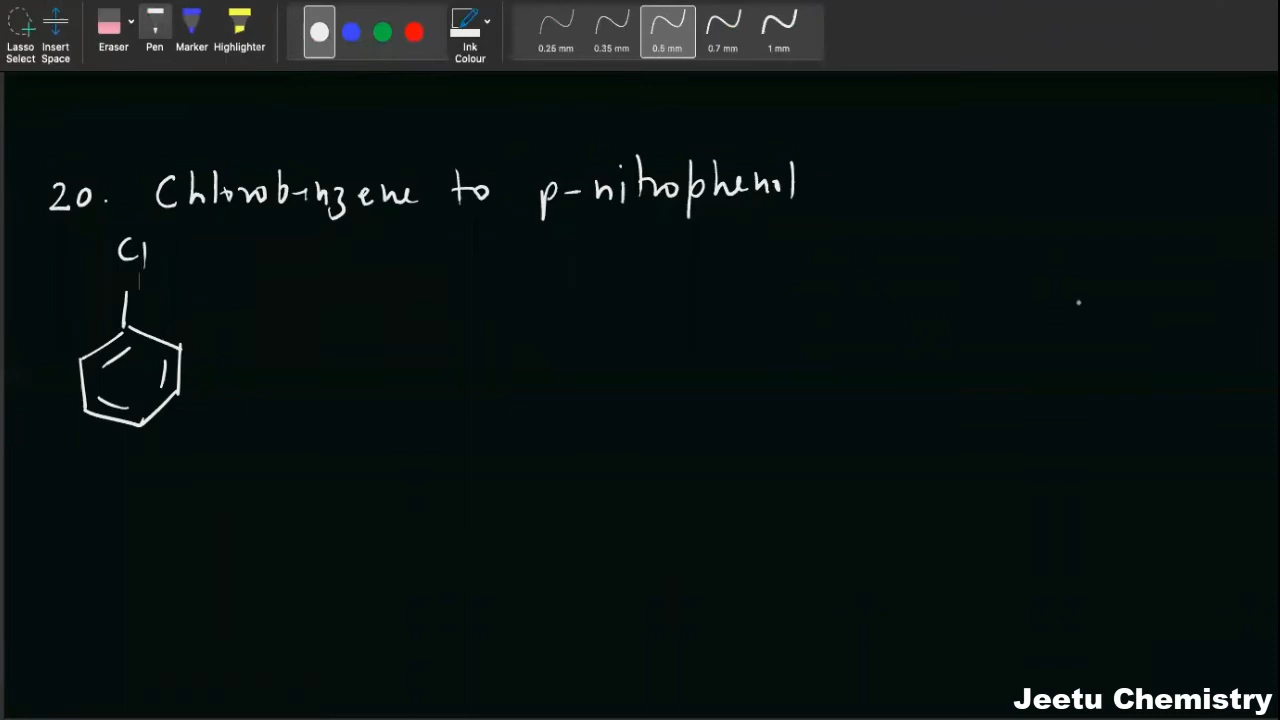 Lasso Select
Insert Space
Eraser
Pen
Marker
Highlighter
Ink Colour
0.26 mm
0.35 mm
0.5 mm
0.7 mm
1 mm
20. Chlorobenzene to p-nitrophenol
Cl
Jeetu Chemistry